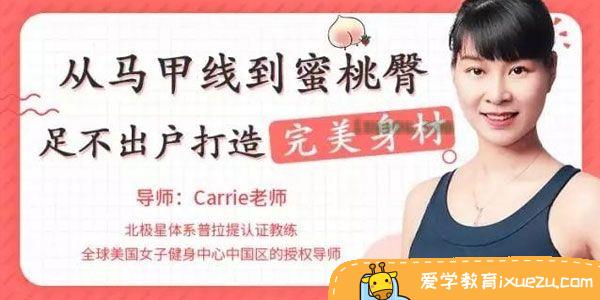 从马甲线到蜜桃臀
足不出户打造 完美身材
导师：Carrie老师
北极星体系普拉提认证教练
全球美国女子健身中心中国区的授权导师
爱学教育ixuezu.com